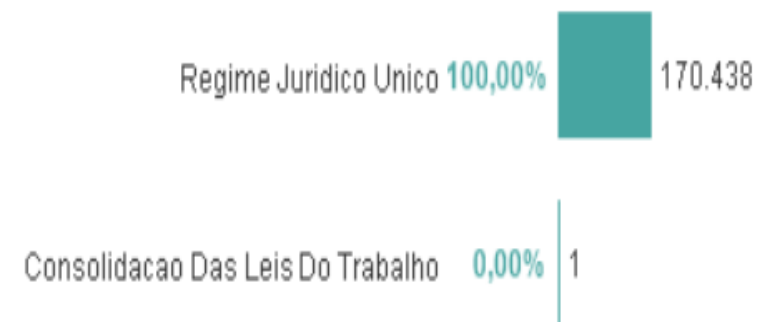 Regime Juridico Unico 100,00% 170.438
Consolidacao Das Leis Do Trabalho 0,00% 1